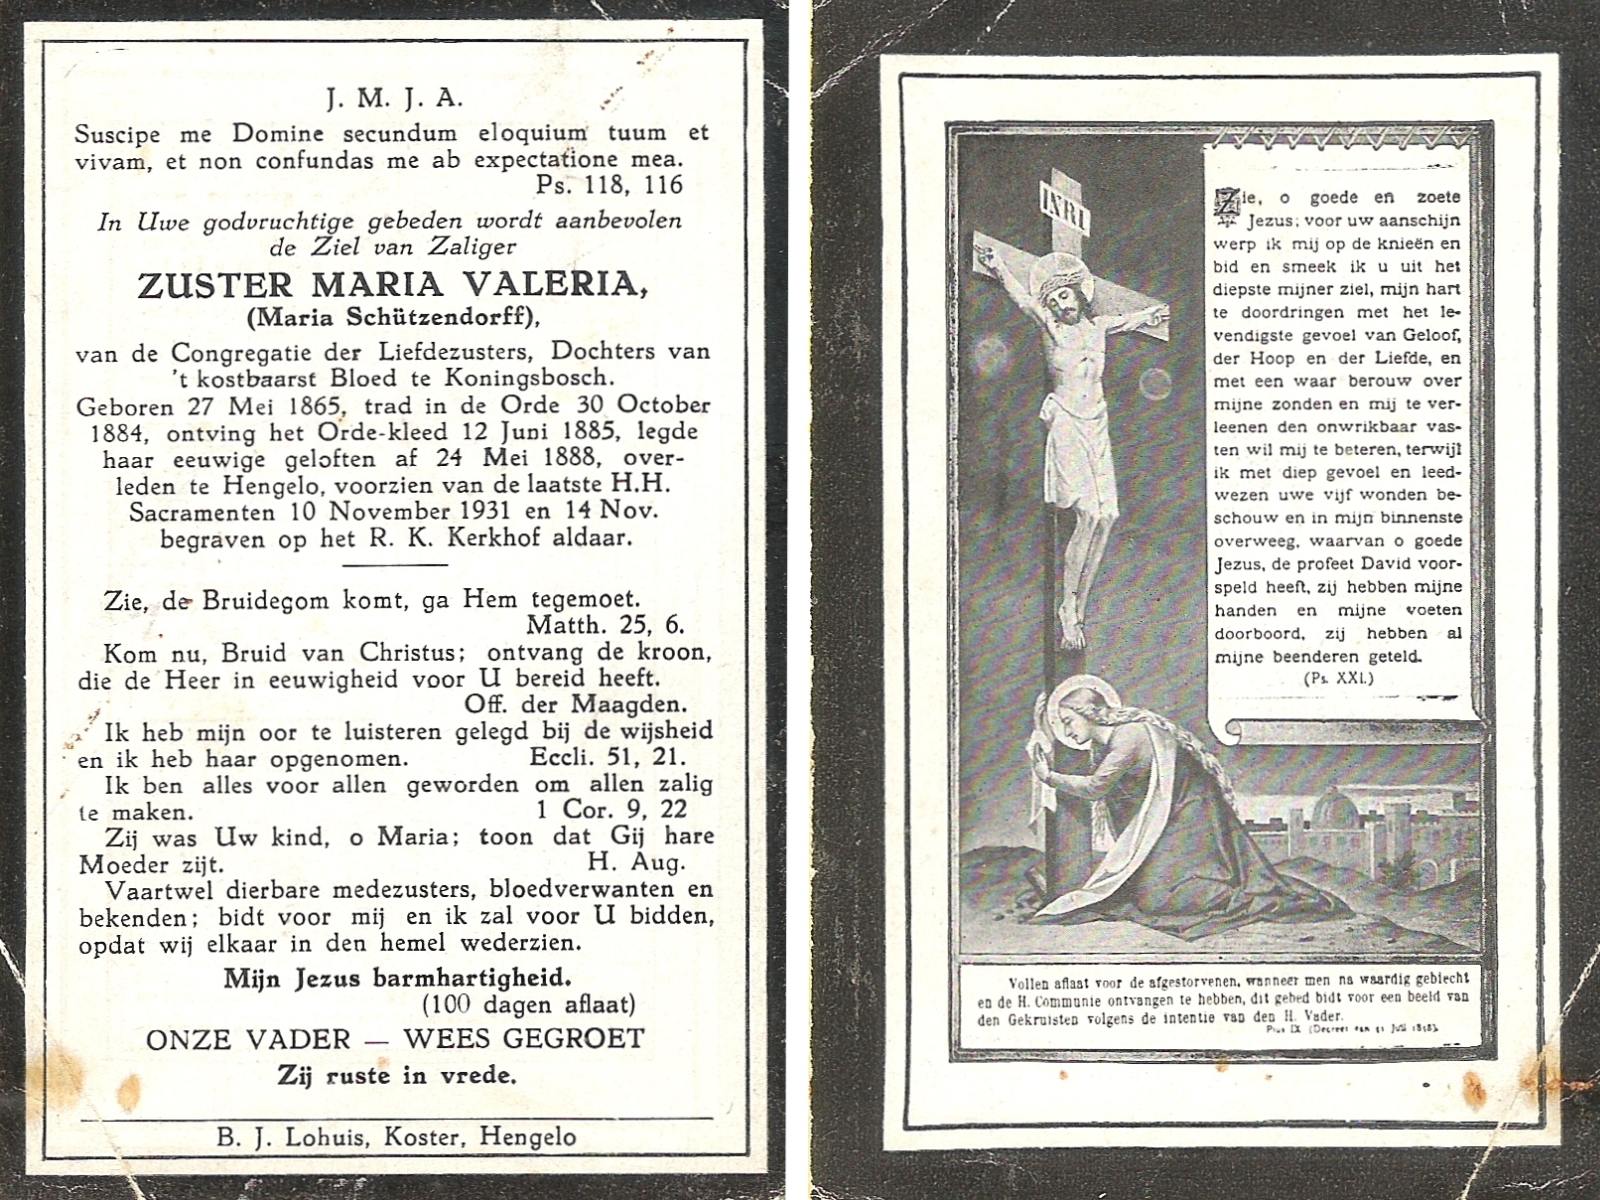 J. M. J. A.
Suscipe me Domine secundum eloquium tuum et
vivam, et non confundas me ab expectatione mea.
Ps. 118, 116
In Uwe godvruchtige gebeden wordt aanbevolen
de Ziel van Zaliger
ZUSTER MARIA VALERIA,
(Maria Schützendorff),
van de Congregatie der Liefdezusters, Dochters van
't kostbaarst Bloed te Koningsbosch.
Geboren 27 Mei 1865, trad in de Orde 30 October
1884, ontving het Orde-kleed 12 Juni 1885, legde
haar eeuwige geloften af 24 Mei 1888, over-
leden te Hengelo, voorzien van de laatste H.H.
Sacramenten 10 November 1931 en 14 Nov.
begraven op het R. K. Kerkhof aldaar.
Zie, de Bruidegom komt, ga Hem tegemoet.
Matth. 25, 6.
Kom nu, Bruid van Christus; ontvang de kroon,
die de Heer in eeuwigheid voor U bereid heeft.
Off. der Maagden.
Ik heb mijn oor te luisteren gelegd bij de wijsheid
en ik heb haar opgenomen. Eccli. 51, 21.
Ik ben alles voor allen geworden om allen zalig
te maken. 1 Cor. 9, 22
Zij was Uw kind, o Maria; toon dat Gij hare
Moeder zijt. H. Aug.
Vaartwel dierbare medezusters, bloedverwanten en
bekenden; bidt voor mij en ik zal voor U bidden,
opdat wij elkaar in den hemel wederzien.
Mijn Jezus barmhartigheid.
(100 dagen aflaat)
ONZE VADER — WEES GEGROET
Zij ruste in vrede.
B. J. Lohuis, Koster, Hengelo
INRI
Zie, o goede en zoete
Jezus, voor uw aanschijn
werp ik mij op de knieën en
bid en smeek ik u uit het
diepste mijner ziel, mijn hart
te doordringen met het le-
vendigste gevoel van Geloof,
der Hoop en der Liefde, en
met een waar berouw over
mijne zonden en mij te ver-
leenen den onwrikbaar vas-
ten wil mij te beteren, terwijl
ik met diep gevoel en leed-
wezen uwe vijf wonden be-
schouw en in mijn binnenste
overweeg, waarvan o goede
Jezus, de profeet David voor-
speld heeft, zij hebben mijne
handen en mijne voeten
doorboord, zij hebben al
mijne beenderen geteld.
(Ps. XXI.)
Vollen aflaat voor de afgestorvenen, wanneer men na waardig gebiecht
en de H. Communie ontvangen te hebben, dit gebed bidt voor een beeld van
den Gekruisten volgens de intentie van den H. Vader.
Pius IX (Decreet van 31 Juli 1858).